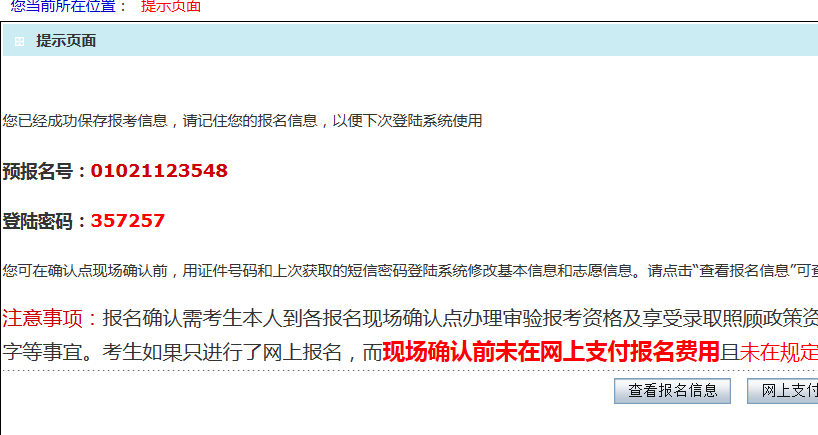 您当前所在位置： 提示页面
提示页面
您已经成功保存报考信息，请记住您的报名信息，以便下次登陆系统使用
预报名号：01021123548
登陆密码：357257
您可在确认点现场确认前，用证件号码和上次获取的短信密码登陆系统修改基本信息和志愿信息。请点击“查看报名信息”可查
注意事项：报名确认需考生本人到各报名现场确认点办理审验报考资格及享受录取照顾政策资
字等事宜。考生如果只进行了网上报名，而现场确认前未在网上支付报名费用且未在规定
查看报名信息 网上支付